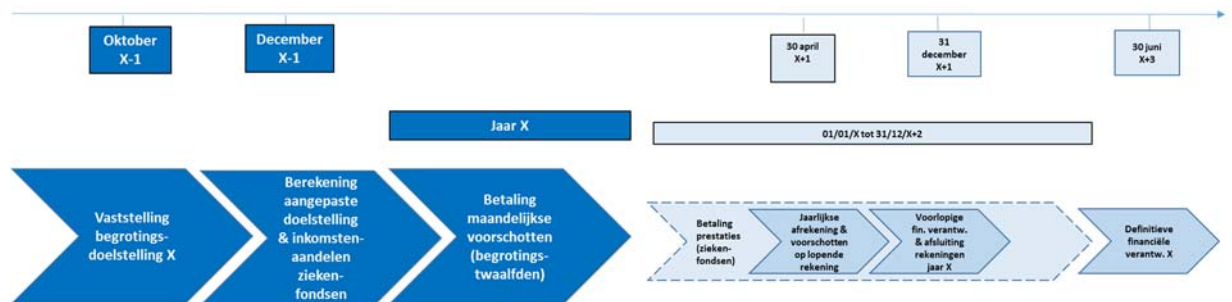 Oktober
X-1
December
X-1
30 april
X+1
31
december
X+1
30 juni
X+3
Jaar X
01/01/X tot 31/12/X+2
Vaststelling
begrotings-
doelstelling X
Berekening
aangepaste
doelstelling
& inkomsten-
aandelen
zieken-
fondsen
Betaling
maandelijkse
voorschotten
(begrotings-
twaalfden)
Betaling
prestaties
(zieken-
fondsen)
Jaarlijkse
afrekening &
voorschotten
op lopende
rekening
Voorlopige
fin. verantw.
& afsluiting
rekeningen
jaar X
Definitieve
financiële
verantw. X